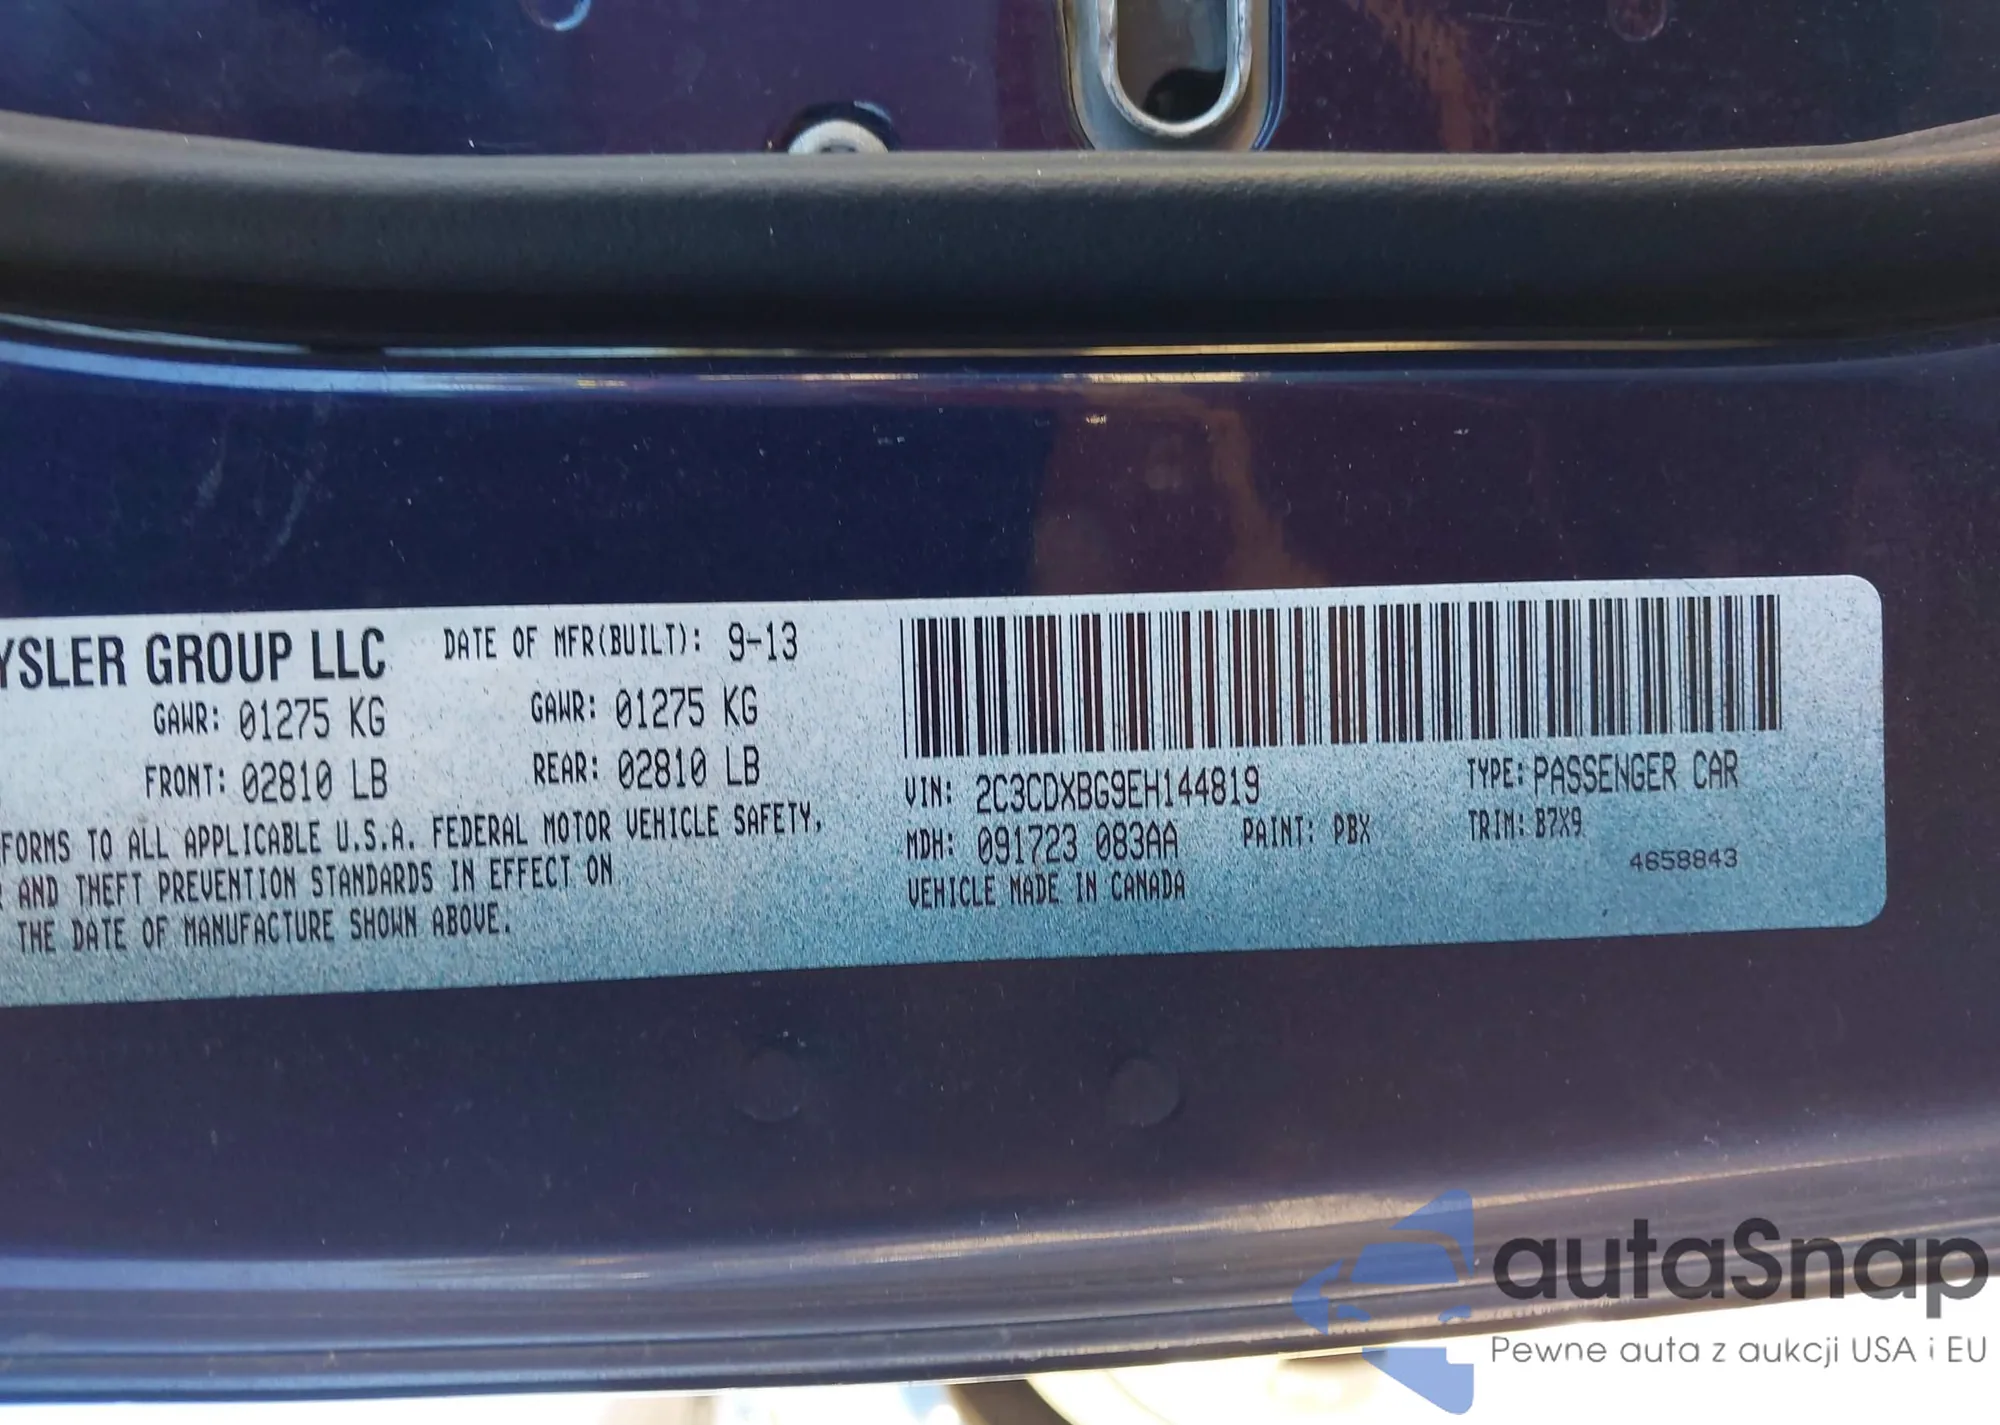 YSLER GROUP LLC DATE OF MFR(BUILT): 9-13
GAWR: 01275 KG GAWR: 01275 KG
FRONT: 02810 LB REAR: 02810 LB
FORMS TO ALL APPLICABLE U.S.A. FEDERAL MOTOR VEHICLE SAFETY,
R AND THEFT PREVENTION STANDARDS IN EFFECT ON
THE DATE OF MANUFACTURE SHOWN ABOVE.
VIN: 2C3CDXBG9EH144819 TYPE: PASSENGER CAR
MDH: 091723 083AA PAINT: PBX TRIM: B7X9
VEHICLE MADE IN CANADA 4658843
autaSnap
Pewne auta z aukcji USA i EU